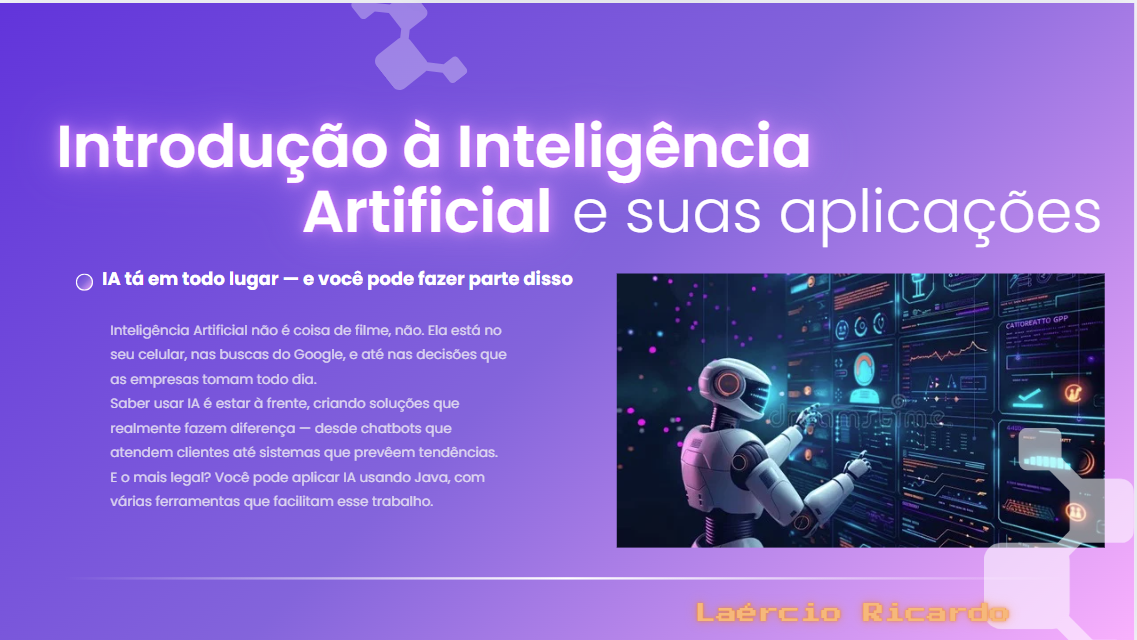 Introdução à Inteligência
Artificial e suas aplicações
IA tá em todo lugar — e você pode fazer parte disso
Inteligência Artificial não é coisa de filme, não. Ela está no
seu celular, nas buscas do Google, e até nas decisões que
as empresas tomam todo dia.
Saber usar IA é estar à frente, criando soluções que
realmente fazem diferença — desde chatbots que
atendem clientes até sistemas que prevêem tendências.
E o mais legal? Você pode aplicar IA usando Java, com
várias ferramentas que facilitam esse trabalho.
CATTOREATTO GPP
dreamstime
Laércio Ricardo